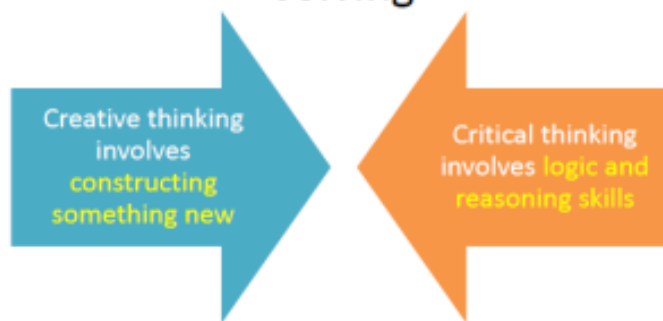 Creative thinking
involves
constructing
something new
Critical thinking
involves logic and
reasoning skills